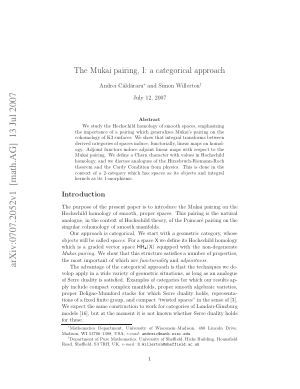 The Mukai pairing, I: a categorical approach
Andrei Căldăraru* and Simon Willerton†
July 12, 2007
Abstract
We study the Hochschild homology of smooth spaces, emphasizing
the importance of a pairing which generalizes Mukai's pairing on the
cohomology of K3 surfaces. We show that integral transforms between
derived categories of spaces induce, functorially, linear maps on homology.
Adjoint functors induce adjoint linear maps with respect to the
Mukai pairing. We define a Chern character with values in Hochschild
homology, and we discuss analogues of the Hirzebruch-Riemann-Roch
theorem and the Cardy Condition from physics. This is done in the
context of a 2-category which has spaces as its objects and integral
kernels as its 1-morphisms.
Introduction
The purpose of the present paper is to introduce the Mukai pairing on the
Hochschild homology of smooth, proper spaces. This pairing is the natural
analogue, in the context of Hochschild theory, of the Poincaré pairing on the
singular cohomology of smooth manifolds.
Our approach is categorical. We start with a geometric category, whose
objects will be called spaces. For a space X we define its Hochschild homology
which is a graded vector space HH•(X) equipped with the non-degenerate
Mukai pairing. We show that this structure satisfies a number of properties,
the most important of which are functoriality and adjointness.
The advantage of the categorical approach is that the techniques we develop
apply in a wide variety of geometric situations, as long as an analogue
of Serre duality is satisfied. Examples of categories for which our results apply
include compact complex manifolds, proper smooth algebraic varieties,
proper Deligne-Mumford stacks for which Serre duality holds, representations
of a fixed finite group, and compact "twisted spaces" in the sense of [3].
We expect the same construction to work for categories of Landau-Ginzburg
models [16], but at the moment it is not known whether Serre duality holds
for these.
*Mathematics Department, University of Wisconsin–Madison, 480 Lincoln Drive,
Madison, WI 53706–1388, USA, e-mail: andreic@math.wisc.edu
†Department of Pure Mathematics, University of Sheffield, Hicks Building, Hounsfield
Road, Sheffield, S3 7RH, UK, e-mail: S.Willerton@sheffield.ac.uk
1
arXiv:0707.2052v1 [math.AG] 13 Jul 2007